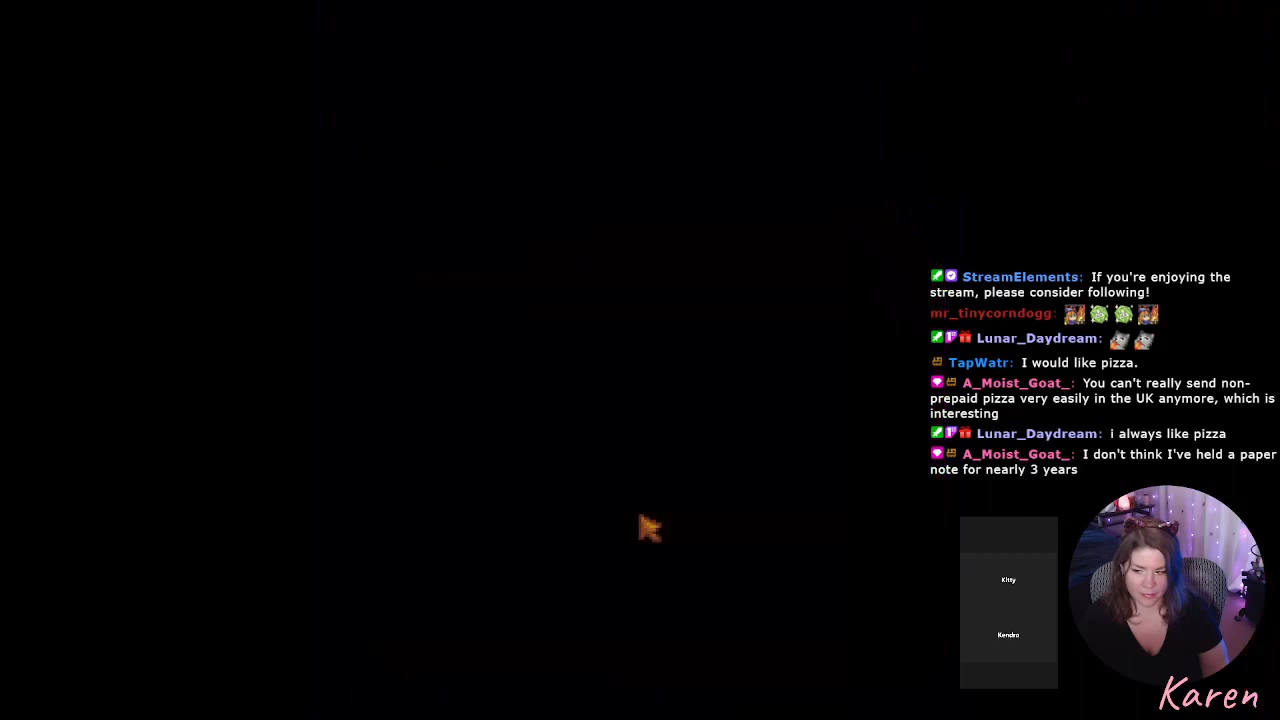 StreamElements: If you're enjoying the
stream, please consider following!
mr_tinycorndogg:
Lunar_Daydream:
TapWatr: I would like pizza.
A_Moist_Goat_: You can't really send non-
prepaid pizza very easily in the UK anymore, which is
interesting
Lunar_Daydream: i always like pizza
A_Moist_Goat_: I don't think I've held a paper
note for nearly 3 years
Kitty
Kendro
Karen